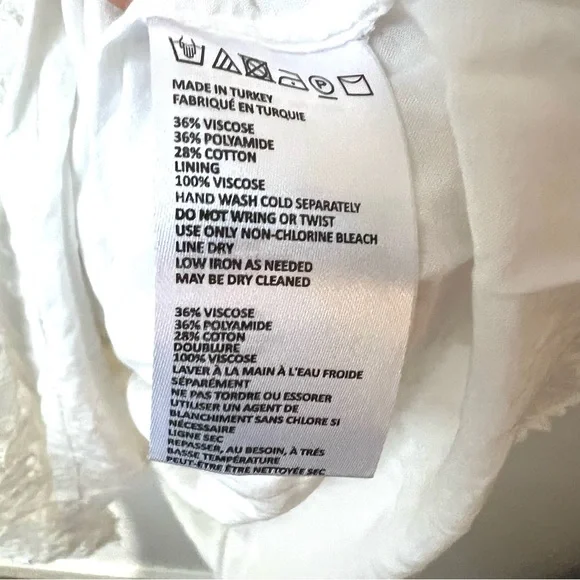 MADE IN TURKEY
FABRIQUÉ EN TURQUIE
36% VISCOSE
36% POLYAMIDE
28% COTTON
LINING
100% VISCOSE
HAND WASH COLD SEPARATELY
DO NOT WRING OR TWIST
USE ONLY NON-CHLORINE BLEACH
LINE DRY
LOW IRON AS NEEDED
MAY BE DRY CLEANED
36% VISCOSE
36% POLYAMIDE
28% COTON
DOUBLURE
100% VISCOSE
LAVER À LA MAIN À L'EAU FROIDE
SÉPARÉMENT
NE PAS TORDRE OU ESSORER
UTILISER UN AGENT DE
BLANCHIMENT SANS CHLORE SI
NÉCESSAIRE
LIGNE SEC
REPASSER, AU BESOIN, À TRÉS
BASSE TEMPÉRATURE
PEUT-ÊTRE ÊTRE NETTOYÉE SEC